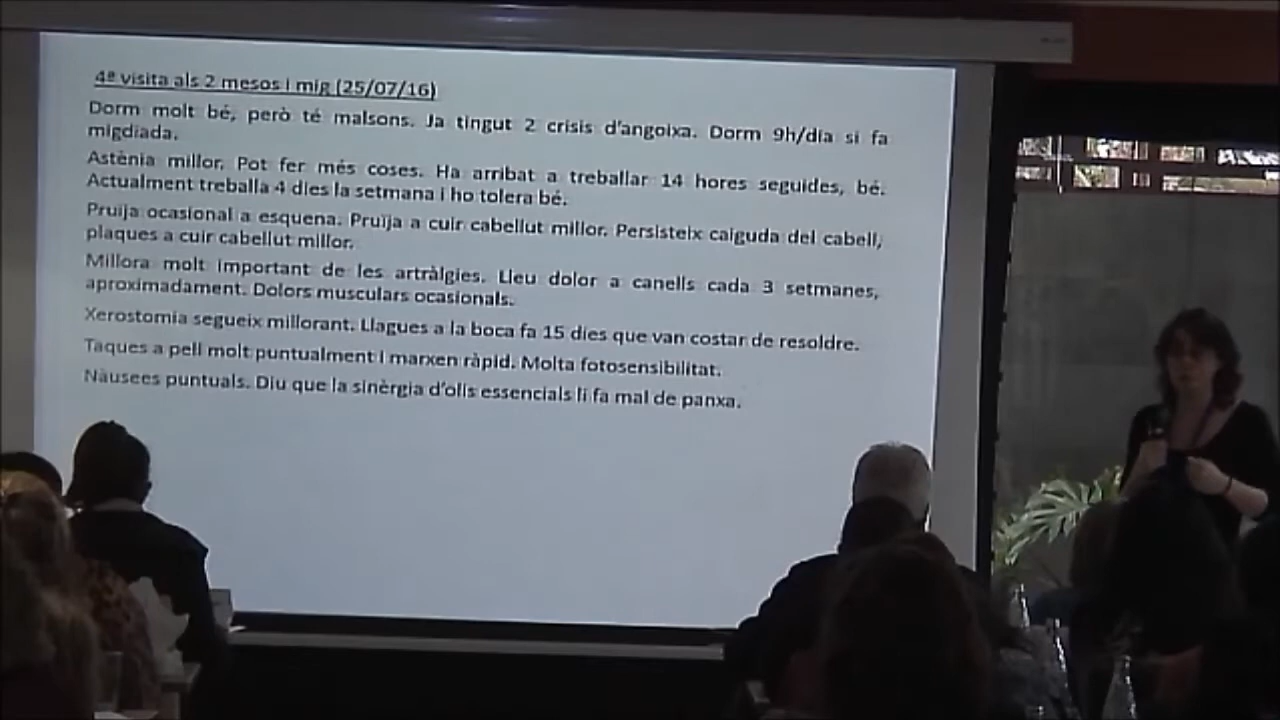 4ª visita als 2 mesos i mig (25/07/16)
Dorm molt bé, però té malsons. Ja tingut 2 crisis d'angoixa. Dorm 9h/dia si fa
migdiada.
Astènia millor. Pot fer més coses. Ha arribat a treballar 14 hores seguides, bé.
Actualment treballa 4 dies la setmana i ho tolera bé.
Pruïja ocasional a esquena. Pruïja a cuir cabellut millor. Persisteix caiguda del cabell,
plaques a cuir cabellut millor.
Millora molt important de les artràlgies. Lleu dolor a canells cada 3 setmanes,
aproximadament. Dolors musculars ocasionals.
Xerostomia segueix millorant. Llagues a la boca fa 15 dies que van costar de resoldre.
Taques a pell molt puntualment i marxen ràpid. Molta fotosensibilitat.
Nàusees puntuals. Diu que la sinèrgia d'olis essencials li fa mal de panxa.